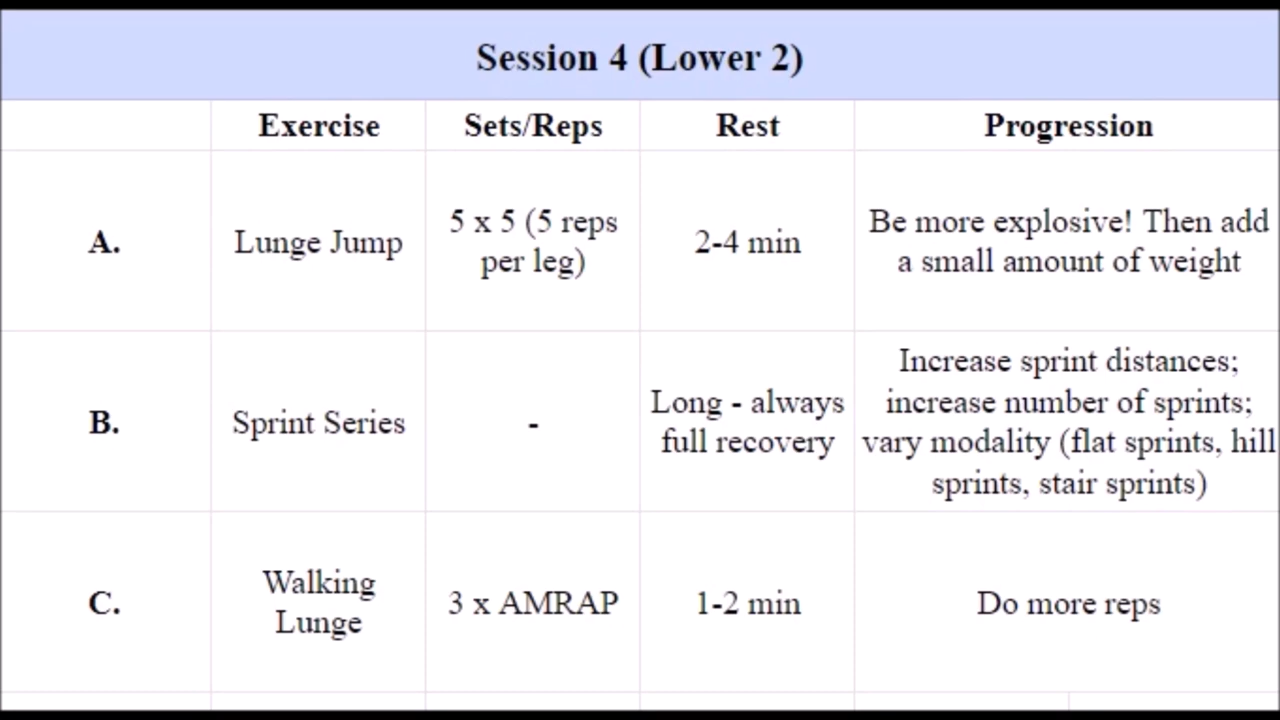 Session 4 (Lower 2)
Exercise Sets/Reps Rest Progression
A.
Lunge Jump
5 x 5 (5 reps
per leg)
2-4 min
Be more explosive! Then add
a small amount of weight
B.
Sprint Series
-
Long - always
full recovery
Increase sprint distances;
increase number of sprints;
vary modality (flat sprints, hill
sprints, stair sprints)
C.
Walking
Lunge
3 x AMRAP
1-2 min
Do more reps